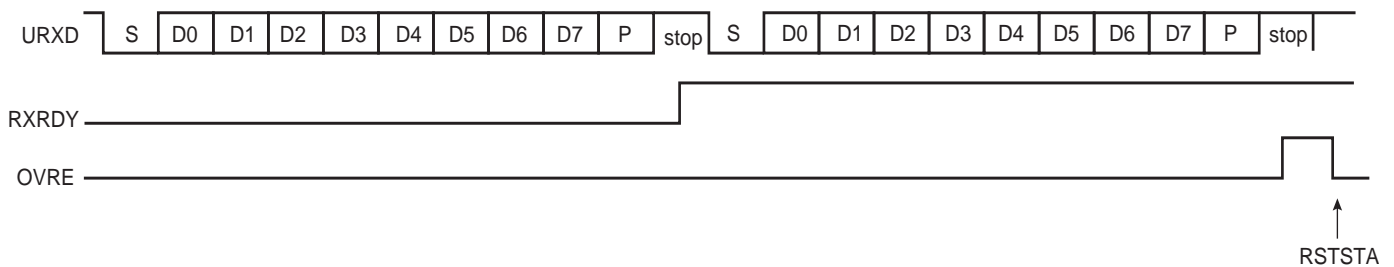 URXD S D0 D1 D2 D3 D4 D5 D6 D7 P stop S D0 D1 D2 D3 D4 D5 D6 D7 P stop
RXRDY
OVRE
RSTSTA